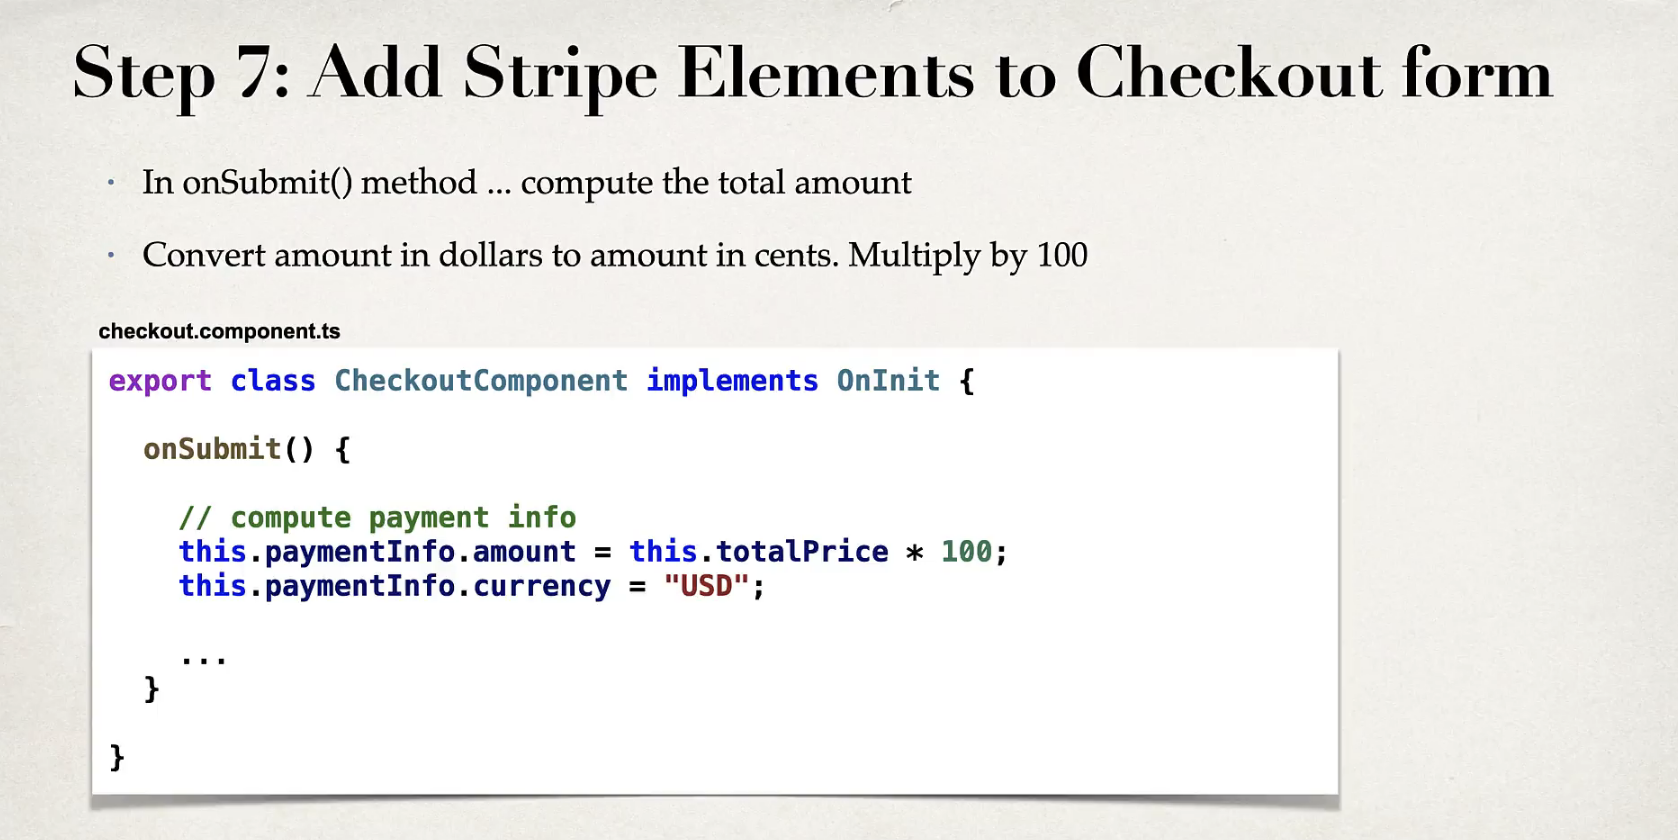 Step 7: Add Stripe Elements to Checkout form
• In onSubmit() method ... compute the total amount
• Convert amount in dollars to amount in cents. Multiply by 100
checkout.component.ts
export class CheckoutComponent implements OnInit {
onSubmit() {
// compute payment info
this.paymentInfo.amount = this.totalPrice * 100;
this.paymentInfo.currency = "USD";
...
}
}